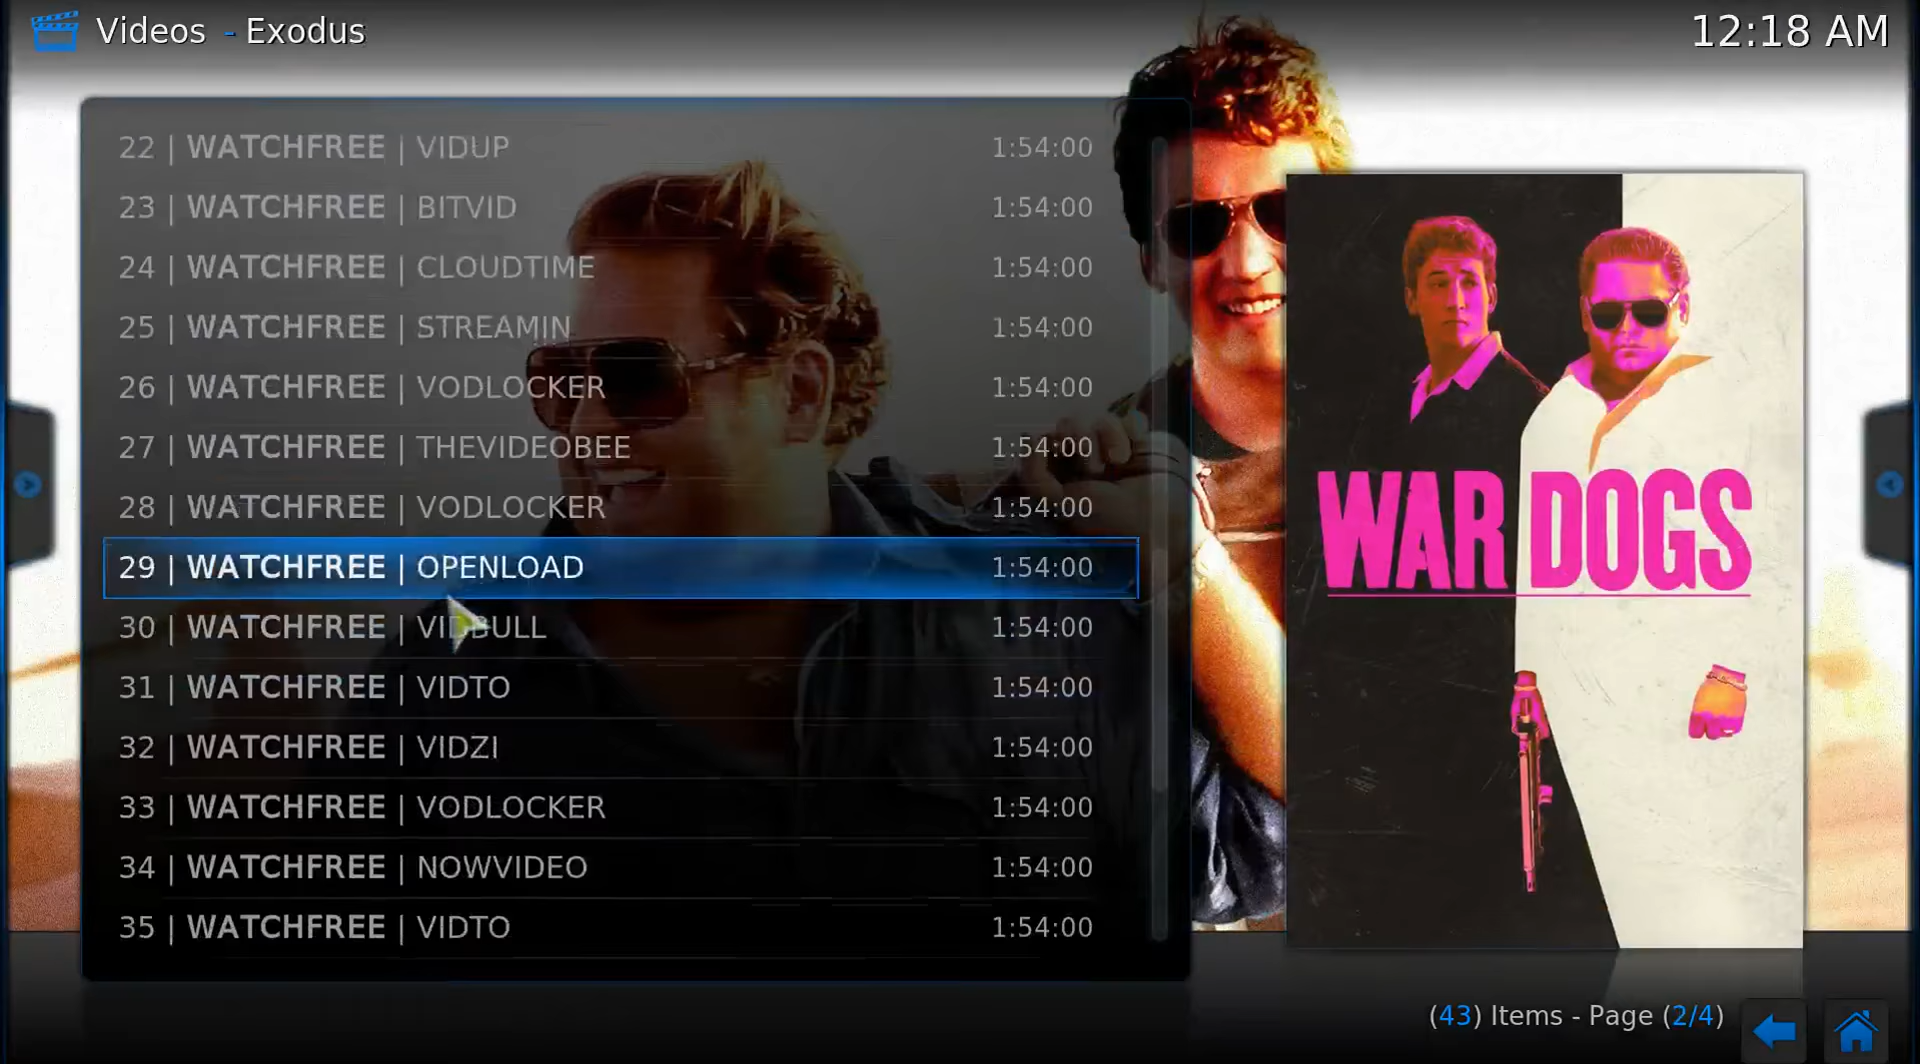 Videos - Exodus
12:18 AM
22 | WATCHFREE | VIDUP 1:54:00
23 | WATCHFREE | BITVID 1:54:00
24 | WATCHFREE | CLOUDTIME 1:54:00
25 | WATCHFREE | STREAMIN 1:54:00
26 | WATCHFREE | VODLOCKER 1:54:00
27 | WATCHFREE | THEVIDEOBEE 1:54:00
28 | WATCHFREE | VODLOCKER 1:54:00
29 | WATCHFREE | OPENLOAD 1:54:00
30 | WATCHFREE | VIDBULL 1:54:00
31 | WATCHFREE | VIDTO 1:54:00
32 | WATCHFREE | VIDZI 1:54:00
33 | WATCHFREE | VODLOCKER 1:54:00
34 | WATCHFREE | NOWVIDEO 1:54:00
35 | WATCHFREE | VIDTO 1:54:00
WAR DOGS
(43) Items - Page (2/4)